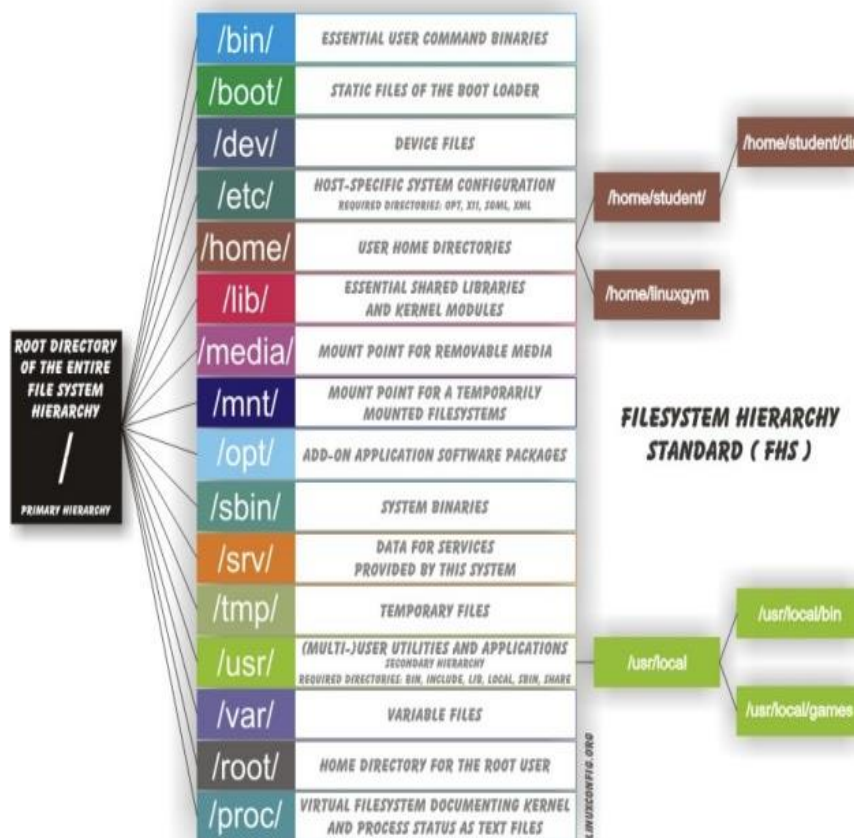 ROOT DIRECTORY
OF THE ENTIRE
FILE SYSTEM
HIERARCHY
/
PRIMARY HIERARCHY
/bin/
ESSENTIAL USER COMMAND BINARIES
/boot/
STATIC FILES OF THE BOOT LOADER
/dev/
DEVICE FILES
/etc/
HOST-SPECIFIC SYSTEM CONFIGURATION
REQUIRED DIRECTORIES: OPT, XII, SGML, XML
/home/
USER HOME DIRECTORIES
/lib/
ESSENTIAL SHARED LIBRARIES
AND KERNEL MODULES
/media/
MOUNT POINT FOR REMOVABLE MEDIA
/mnt/
MOUNT POINT FOR A TEMPORARILY
MOUNTED FILESYSTEMS
/opt/
ADD-ON APPLICATION SOFTWARE PACKAGES
/sbin/
SYSTEM BINARIES
/srv/
DATA FOR SERVICES
PROVIDED BY THIS SYSTEM
/tmp/
TEMPORARY FILES
/usr/
(MULTI-)USER UTILITIES AND APPLICATIONS
SECONDARY HIERARCHY
REQUIRED DIRECTORIES: BIN, INCLUDE, LIB, LOCAL, SBIN, SHARE
/var/
VARIABLE FILES
/root/
HOME DIRECTORY FOR THE ROOT USER
/proc/
VIRTUAL FILESYSTEM DOCUMENTING KERNEL
AND PROCESS STATUS AS TEXT FILES
/home/student/
/home/student/dir
/home/linuxgym
FILESYSTEM HIERARCHY
STANDARD ( FHS )
/usr/local
/usr/local/bin
/usr/local/games
LINUXCONFIG.ORG